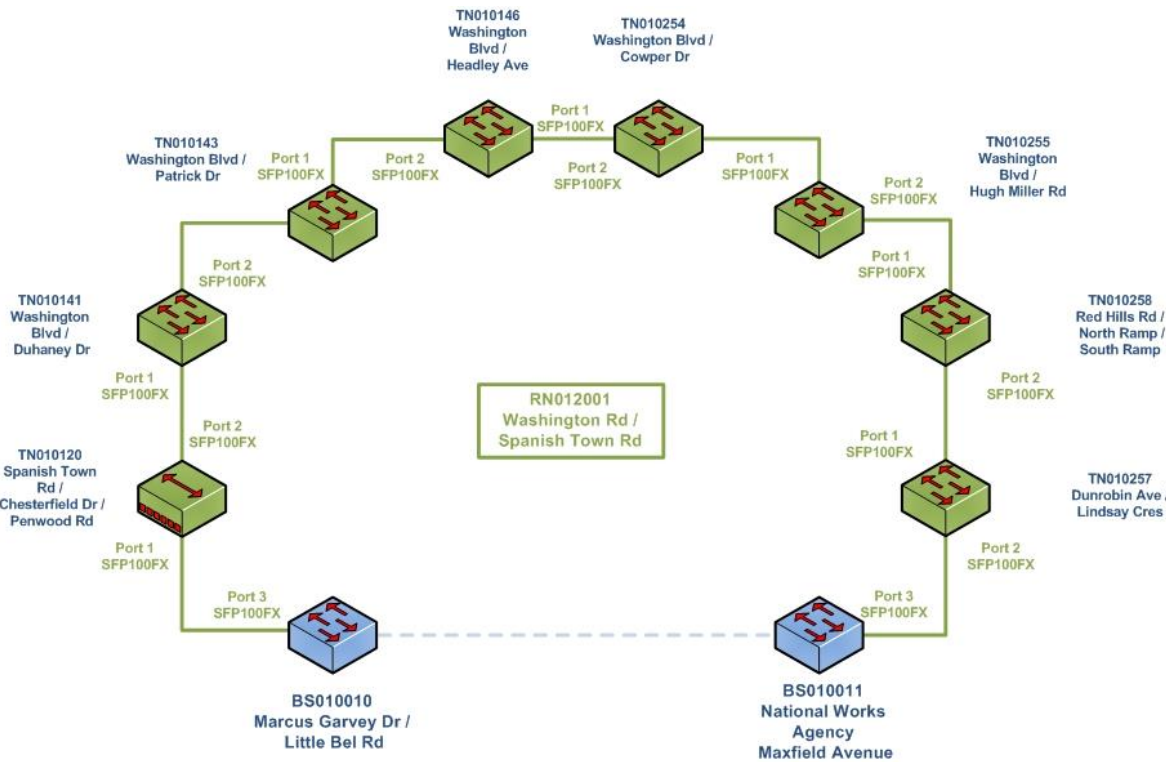 TN010146
Washington
Blvd /
Headley Ave
TN010254
Washington Blvd /
Cowper Dr
Port 1
SFP100FX
Port 2
SFP100FX
TN010143
Washington Blvd /
Patrick Dr
Port 1
SFP100FX
Port 2
SFP100FX
Port 1
SFP100FX
TN010255
Washington
Blvd /
Hugh Miller Rd
Port 2
SFP100FX
Port 2
SFP100FX
Port 1
SFP100FX
TN010141
Washington
Blvd /
Duhaney Dr
TN010258
Red Hills Rd /
North Ramp /
South Ramp
Port 1
SFP100FX
Port 2
SFP100FX
RN012001
Washington Rd /
Spanish Town Rd
Port 2
SFP100FX
Port 1
SFP100FX
TN010120
Spanish Town
Rd /
Chesterfield Dr /
Penwood Rd
TN010257
Dunrobin Ave /
Lindsay Cres
Port 1
SFP100FX
Port 2
SFP100FX
Port 3
SFP100FX
Port 3
SFP100FX
BS010010
Marcus Garvey Dr /
Little Bel Rd
BS010011
National Works
Agency
Maxfield Avenue